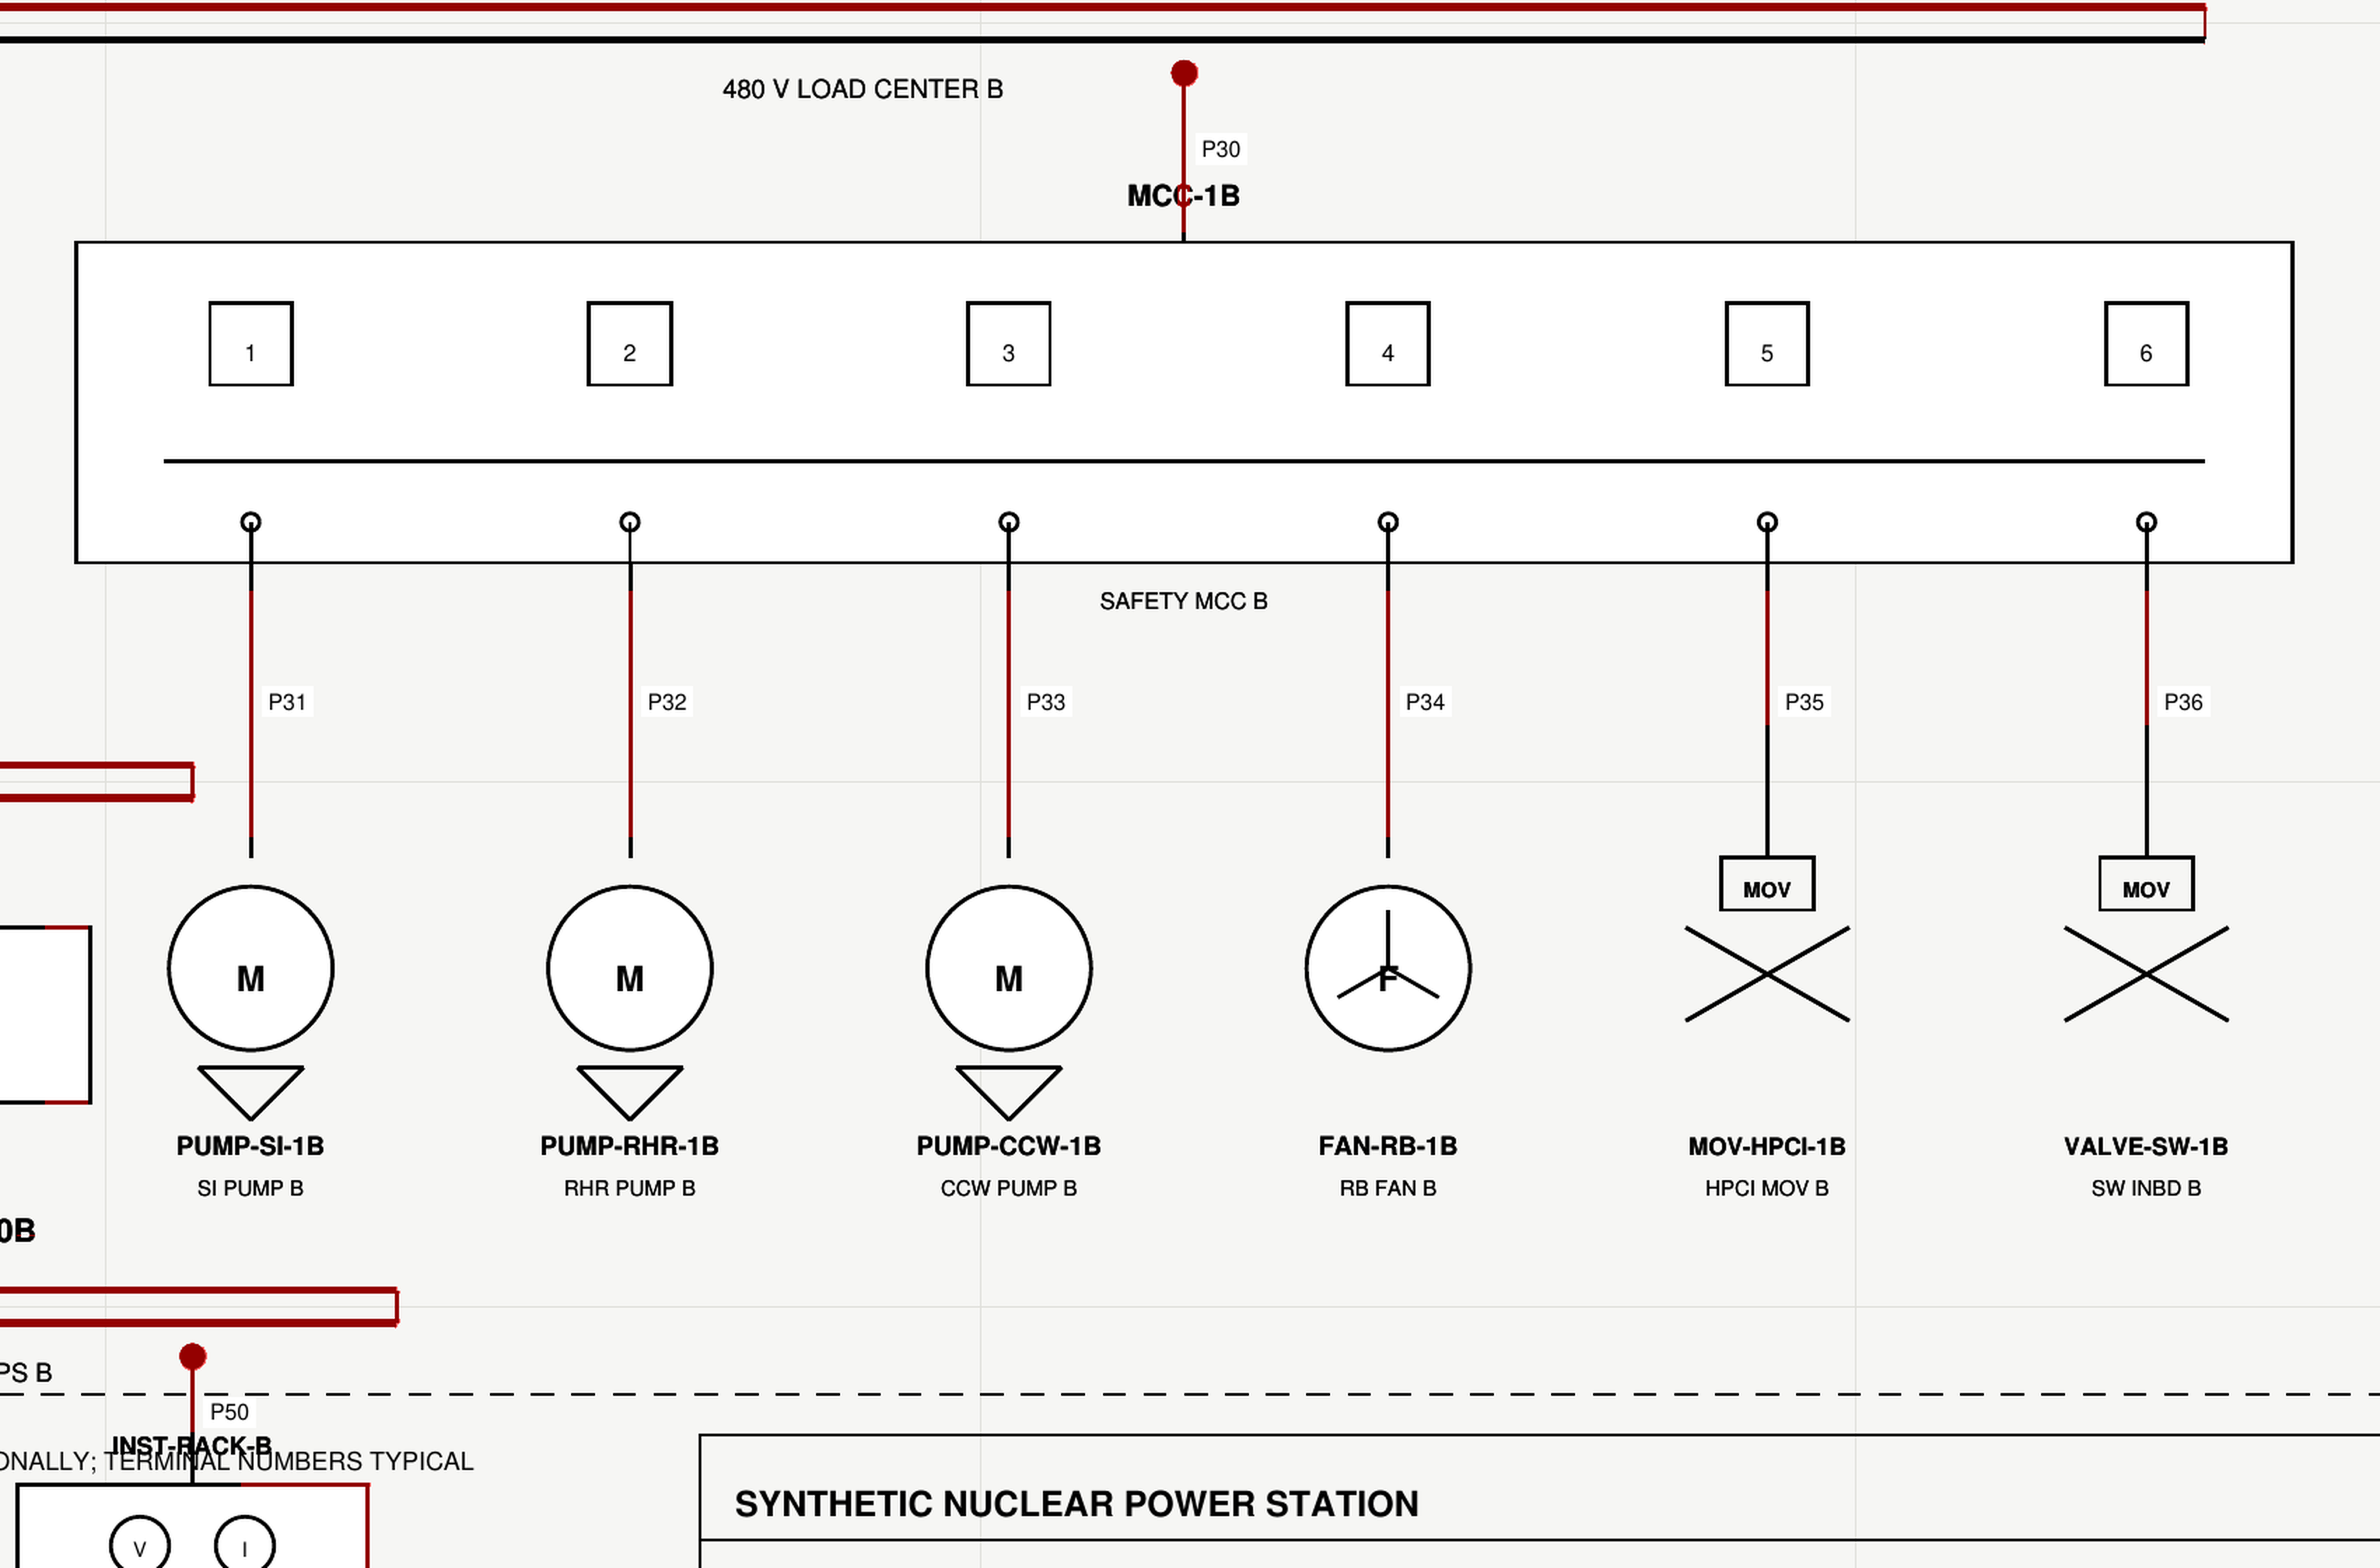 480 V LOAD CENTER B
P30
MCC-1B
1 2 3 4 5 6
SAFETY MCC B
P31 P32 P33 P34 P35 P36
MOV MOV
M M M F
PUMP-SI-1B PUMP-RHR-1B PUMP-CCW-1B FAN-RB-1B MOV-HPCI-1B VALVE-SW-1B
SI PUMP B RHR PUMP B CCW PUMP B RB FAN B HPCI MOV B SW INBD B
0B
PS B
P50
INST-RACK-B
ONALLY; TERMINAL NUMBERS TYPICAL
SYNTHETIC NUCLEAR POWER STATION
V I